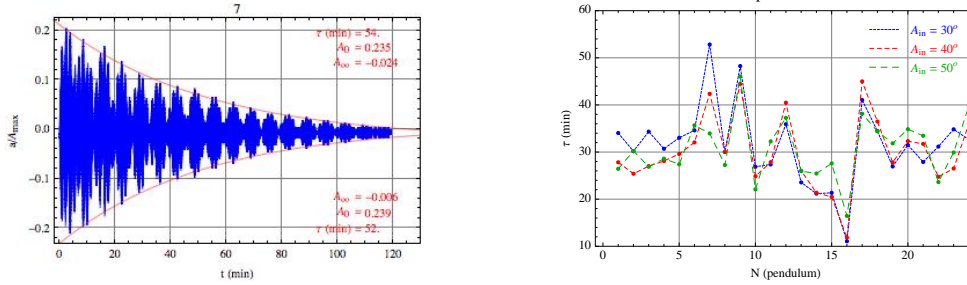 7
0.2
0.1
0.0
−0.1
−0.2
a/Amax
τ (min) = 54.
A0 = 0.235
A∞ = −0.024
A∞ = −0.006
A0 = 0.239
τ (min) = 52.
0 20 40 60 80 100 120
t (min)
60
50
40
30
20
10
τ (min)
Ain = 30°
Ain = 40°
Ain = 50°
0 5 10 15 20
N (pendulum)